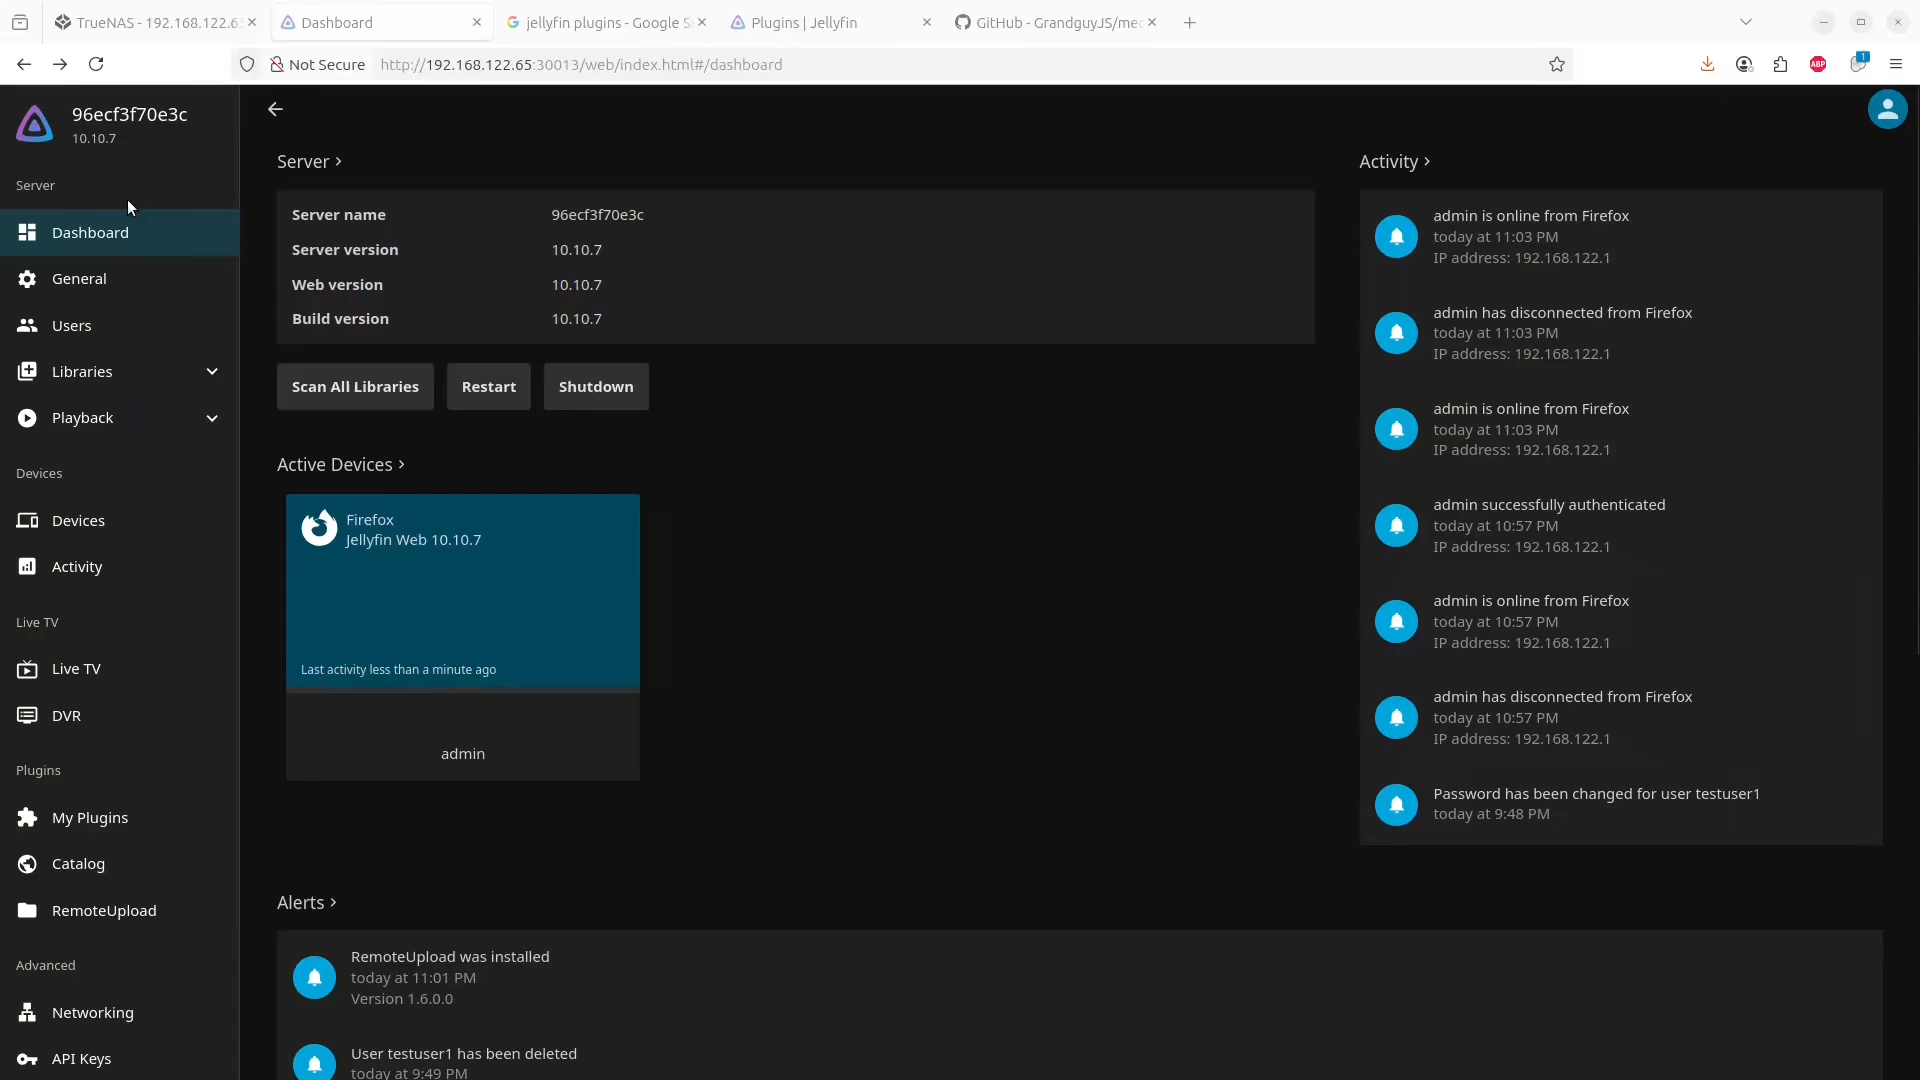 TrueNAS - 192.168.122.6
Dashboard
jellyfin plugins - Google S
Plugins | Jellyfin
GitHub - GrandguyJS/med
Not Secure
http://192.168.122.65:30013/web/index.html#/dashboard
ABP
1
96ecf3f70e3c
10.10.7
Server
Dashboard
General
Users
Libraries
Playback
Devices
Devices
Activity
Live TV
Live TV
DVR
Plugins
My Plugins
Catalog
RemoteUpload
Advanced
Networking
API Keys
Server
Server name 96ecf3f70e3c
Server version 10.10.7
Web version 10.10.7
Build version 10.10.7
Scan All Libraries
Restart
Shutdown
Active Devices
Firefox
Jellyfin Web 10.10.7
Last activity less than a minute ago
admin
Activity
admin is online from Firefox
today at 11:03 PM
IP address: 192.168.122.1
admin has disconnected from Firefox
today at 11:03 PM
IP address: 192.168.122.1
admin is online from Firefox
today at 11:03 PM
IP address: 192.168.122.1
admin successfully authenticated
today at 10:57 PM
IP address: 192.168.122.1
admin is online from Firefox
today at 10:57 PM
IP address: 192.168.122.1
admin has disconnected from Firefox
today at 10:57 PM
IP address: 192.168.122.1
Password has been changed for user testuser1
today at 9:48 PM
Alerts
RemoteUpload was installed
today at 11:01 PM
Version 1.6.0.0
User testuser1 has been deleted
today at 9:49 PM